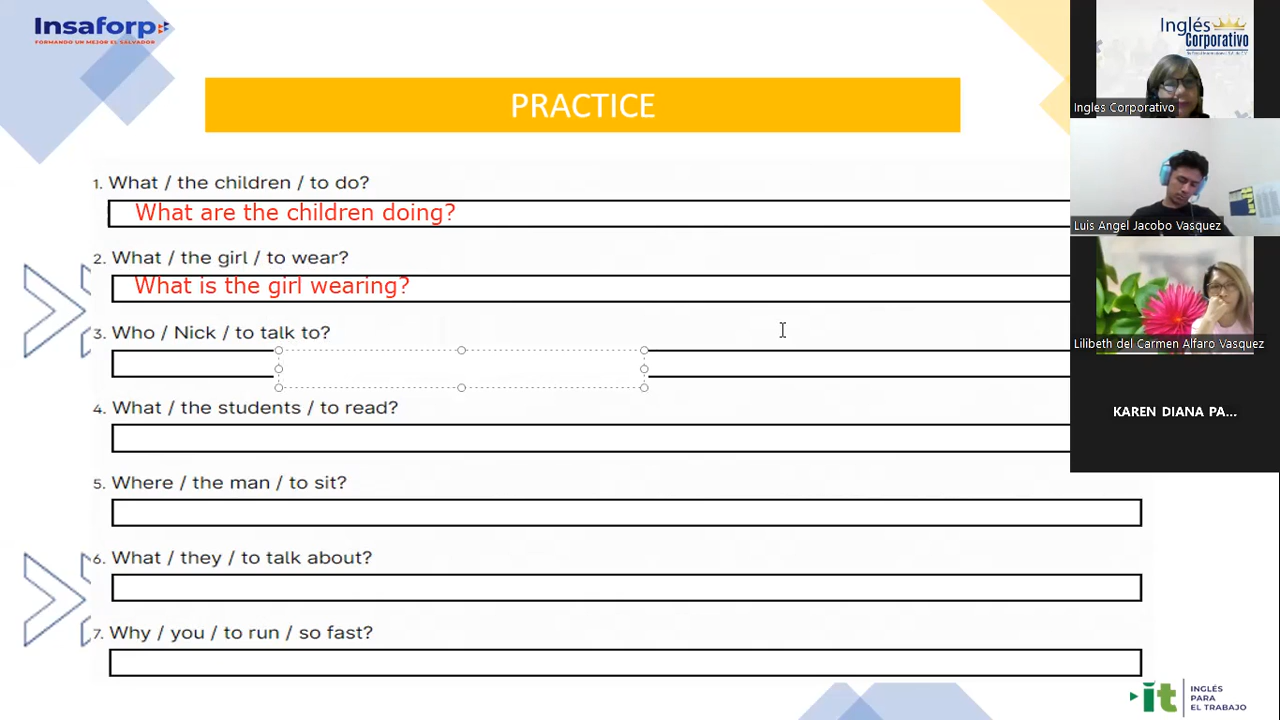 Insaforp
FORMANDO UN MEJOR EL SALVADOR
PRACTICE
1. What / the children / to do?
What are the children doing?
2. What / the girl / to wear?
What is the girl wearing?
3. Who / Nick / to talk to?
4. What / the students / to read?
5. Where / the man / to sit?
6. What / they / to talk about?
7. Why / you / to run / so fast?
Inglés
Corporativo
Ingles Corporativo
Luis Angel Jacobo Vasquez
Lilibeth del Carmen Alfaro Vasquez
KAREN DIANA PA...
it
INGLÉS
PARA
EL TRABAJO